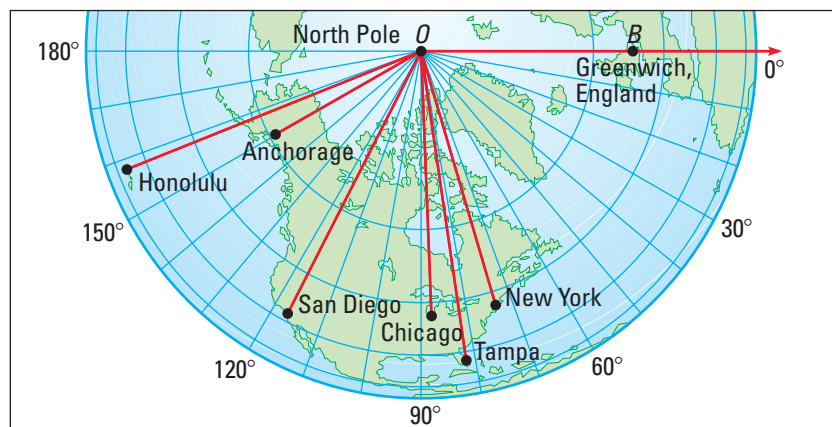 North Pole O B
180°
Greenwich,
England
0°
Anchorage
Honolulu
150°
30°
San Diego
New York
Chicago
Tampa
120°
60°
90°